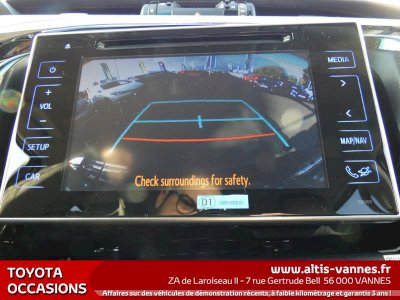 MEDIA
+
VOL
−
SETUP
CAR
MAP/NAV
Check surroundings for safety.
D1
TOYOTA
OCCASIONS
www.altis-vannes.fr
ZA de Laroiseau II - 7 rue Gertrude Bell 56 000 VANNES
Affaires sur des véhicules de démonstration récents, à faible kilométrage et garantis 3 ans !